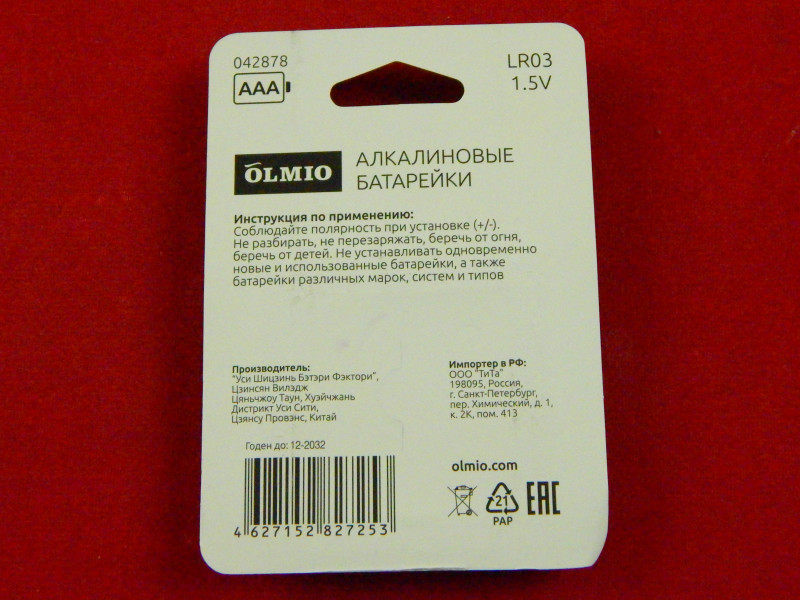 042878
AAA
LR03
1.5V
ÖLMIO
АЛКАЛИНОВЫЕ
БАТАРЕЙКИ
Инструкция по применению:
Соблюдайте полярность при установке (+/-).
Не разбирать, не перезаряжать, беречь от огня,
беречь от детей. Не устанавливать одновременно
новые и использованные батарейки, а также
батарейки различных марок, систем и типов
Производитель:
"Уси Шицзинь Бэтэри Фэктори",
Цзинсян Вилэдж
Цяньчжоу Таун, Хуэйчжань
Дистрикт Уси Сити,
Цзянсу Провэнс, Китай
Импортер в РФ:
ООО "ТиТа"
198095, Россия,
г. Санкт-Петербург,
пер. Химический, д. 1,
к. 2К, пом. 413
Годен до: 12-2032
4 627152 827253
olmio.com
21
PAP
EAC